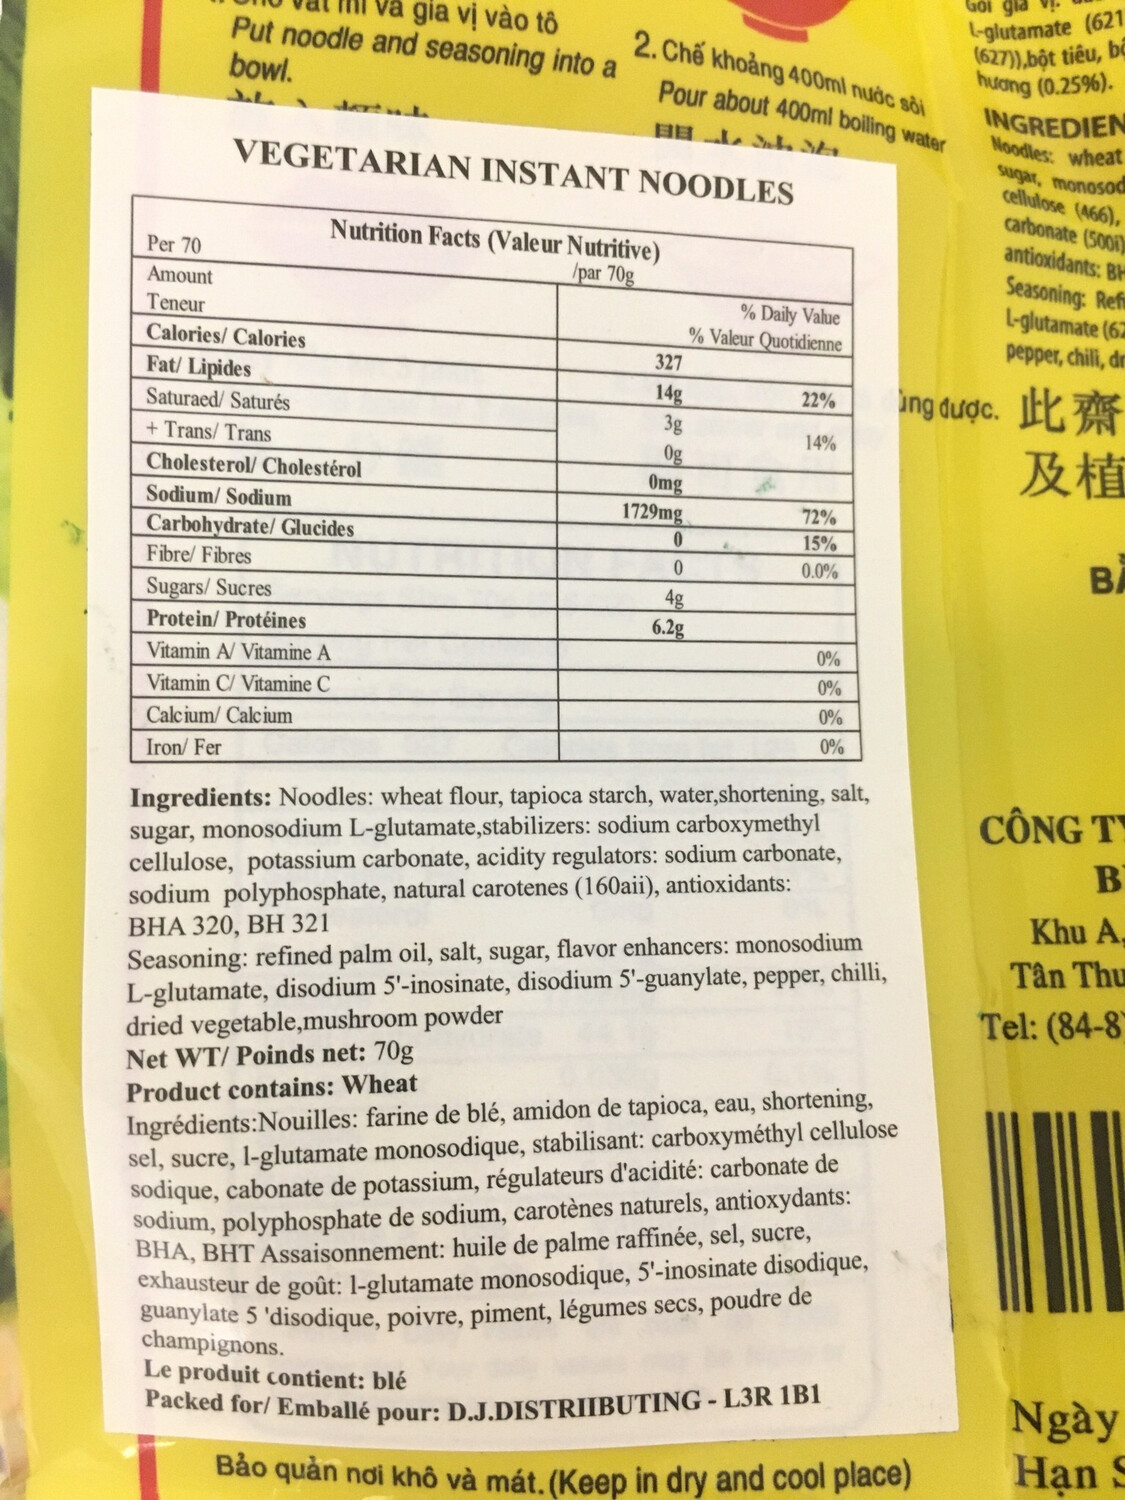 vào tô
Put noodle and seasoning into a
bowl.
2. Chế khoảng 400ml nước sôi
Pour about 400ml boiling water
L-glutamate (621
(627)),bột tiêu,
hương (0.25%).
INGREDIEN
Noodles: wheat
sugar, monosod
cellulose (466),
carbonate (500i)
antioxidants: BH
Seasoning: Refi
L-glutamate (62
pepper, chili, dr
ùng được.
此齋
及植
VEGETARIAN INSTANT NOODLES
Nutrition Facts (Valeur Nutritive)
Per 70 /par 70g
Amount
Teneur
% Daily Value
% Valeur Quotidienne
Calories/ Calories 327
Fat/ Lipides 14g 22%
Saturaed/ Saturés 3g
+ Trans/ Trans 0g 14%
Cholesterol/ Cholestérol 0mg
Sodium/ Sodium 1729mg 72%
Carbohydrate/ Glucides 0 15%
Fibre/ Fibres 0 0.0%
Sugars/ Sucres 4g
Protein/ Protéines 6.2g
Vitamin A/ Vitamine A 0%
Vitamin C/ Vitamine C 0%
Calcium/ Calcium 0%
Iron/ Fer 0%
Ingredients: Noodles: wheat flour, tapioca starch, water,shortening, salt,
sugar, monosodium L-glutamate,stabilizers: sodium carboxymethyl
cellulose, potassium carbonate, acidity regulators: sodium carbonate,
sodium polyphosphate, natural carotenes (160aii), antioxidants:
BHA 320, BH 321
Seasoning: refined palm oil, salt, sugar, flavor enhancers: monosodium
L-glutamate, disodium 5'-inosinate, disodium 5'-guanylate, pepper, chilli,
dried vegetable,mushroom powder
Net WT/ Poinds net: 70g
Product contains: Wheat
Ingrédients:Nouilles: farine de blé, amidon de tapioca, eau, shortening,
sel, sucre, l-glutamate monosodique, stabilisant: carboxyméthyl cellulose
sodique, cabonate de potassium, régulateurs d'acidité: carbonate de
sodium, polyphosphate de sodium, carotènes naturels, antioxydants:
BHA, BHT Assaisonnement: huile de palme raffinée, sel, sucre,
exhausteur de goût: l-glutamate monosodique, 5'-inosinate disodique,
guanylate 5 'disodique, poivre, piment, légumes secs, poudre de
champignons.
Le produit contient: blé
Packed for/ Emballé pour: D.J.DISTRIIBUTING - L3R 1B1
CÔNG TY
Khu A,
Tân Thu
Tel: (84-8
Ngày
Hạn S
Bảo quản nơi khô và mát. (Keep in dry and cool place)